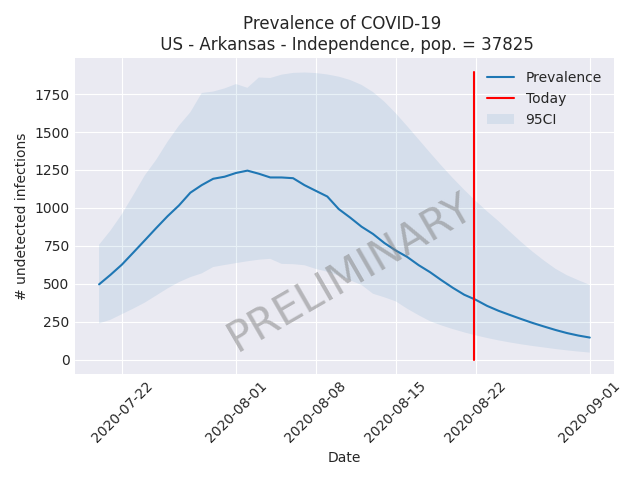 Prevalence of COVID-19
US - Arkansas - Independence, pop. = 37825
# undetected infections
1750
1500
1250
1000
750
500
250
0
Prevalence
Today
95CI
PRELIMINARY
2020-07-22
2020-08-01
2020-08-08
2020-08-15
2020-08-22
2020-09-01
Date